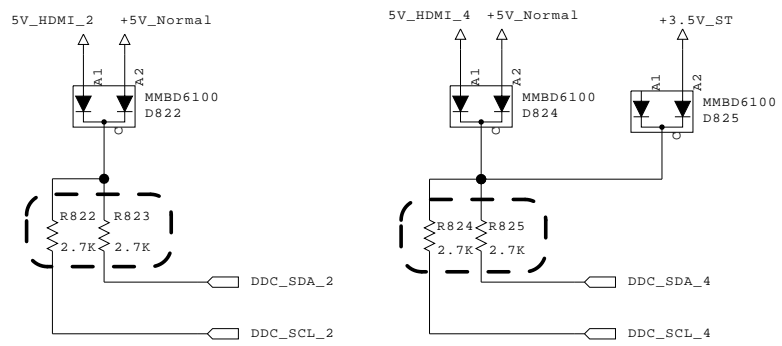 5V_HDMI_2
+5V_Normal
A1
A2
MMBD6100
D822
C
R822
R823
2.7K
2.7K
DDC_SDA_2
DDC_SCL_2
5V_HDMI_4
+5V_Normal
+3.5V_ST
A1
A2
MMBD6100
D824
C
A1
A2
MMBD6100
D825
C
R824
R825
2.7K
2.7K
DDC_SDA_4
DDC_SCL_4